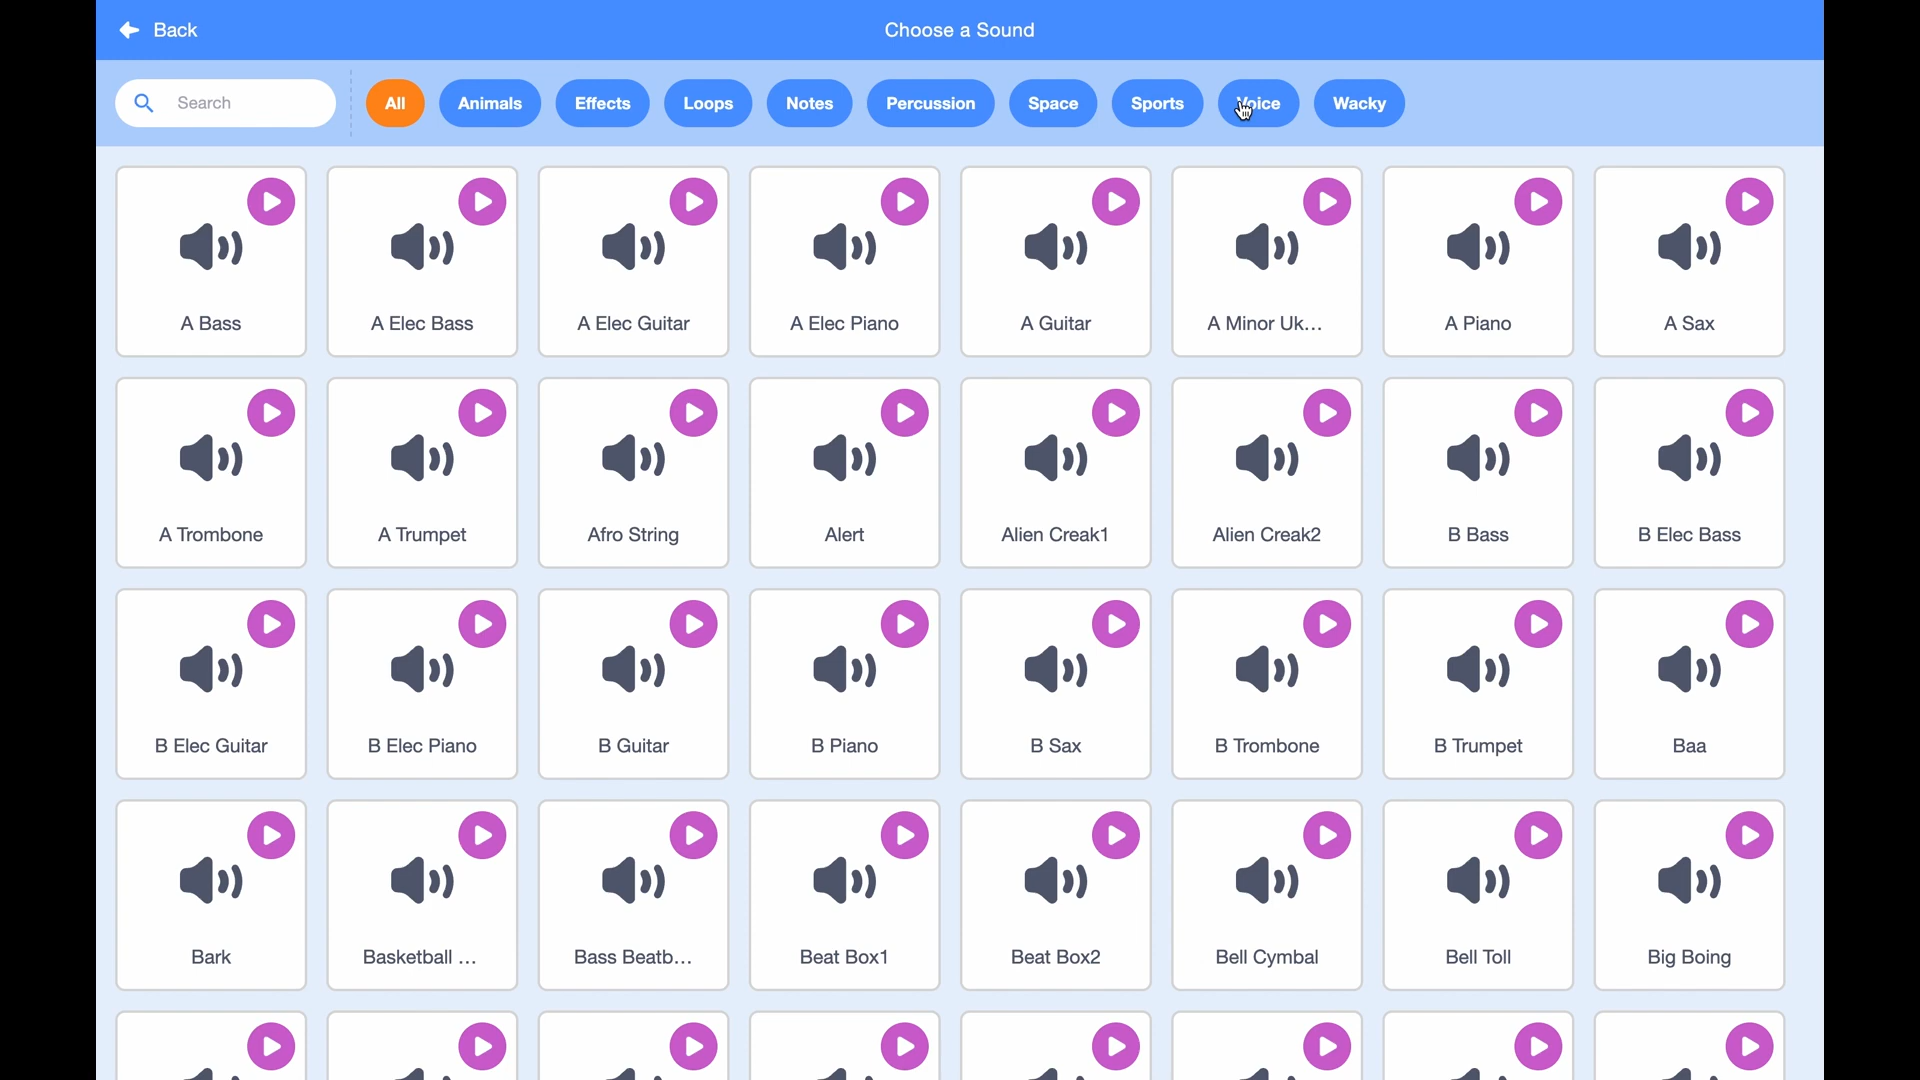 Back
Choose a Sound
Search
All
Animals
Effects
Loops
Notes
Percussion
Space
Sports
Voice
Wacky
A Bass
A Elec Bass
A Elec Guitar
A Elec Piano
A Guitar
A Minor Uk...
A Piano
A Sax
A Trombone
A Trumpet
Afro String
Alert
Alien Creak1
Alien Creak2
B Bass
B Elec Bass
B Elec Guitar
B Elec Piano
B Guitar
B Piano
B Sax
B Trombone
B Trumpet
Baa
Bark
Basketball ...
Bass Beatb...
Beat Box1
Beat Box2
Bell Cymbal
Bell Toll
Big Boing